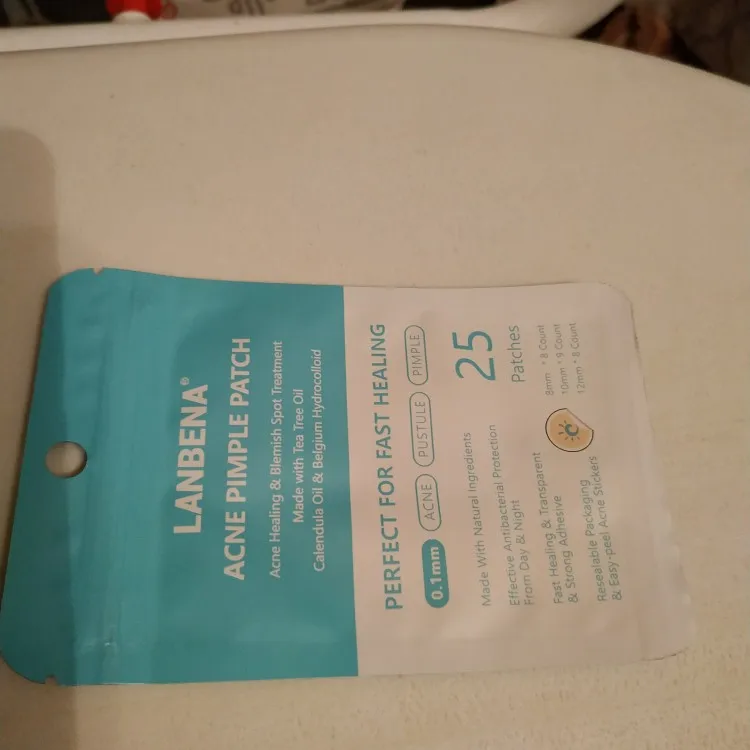 LANBENA®
ACNE PIMPLE PATCH
Acne Healing & Blemish Spot Treatment
Made with Tea Tree Oil
Calendula Oil & Belgium Hydrocolloid
PERFECT FOR FAST HEALING
0.1mm ACNE PUSTULE PIMPLE
Made With Natural Ingredients
Effective Antibacterial Protection
From Day & Night
Fast Healing & Transparent
& Strong Adhesive
Resealable Packaging
& Easy-peel Acne Stickers
25
Patches
8mm * 8 Count
10mm * 9 Count
12mm * 8 Count